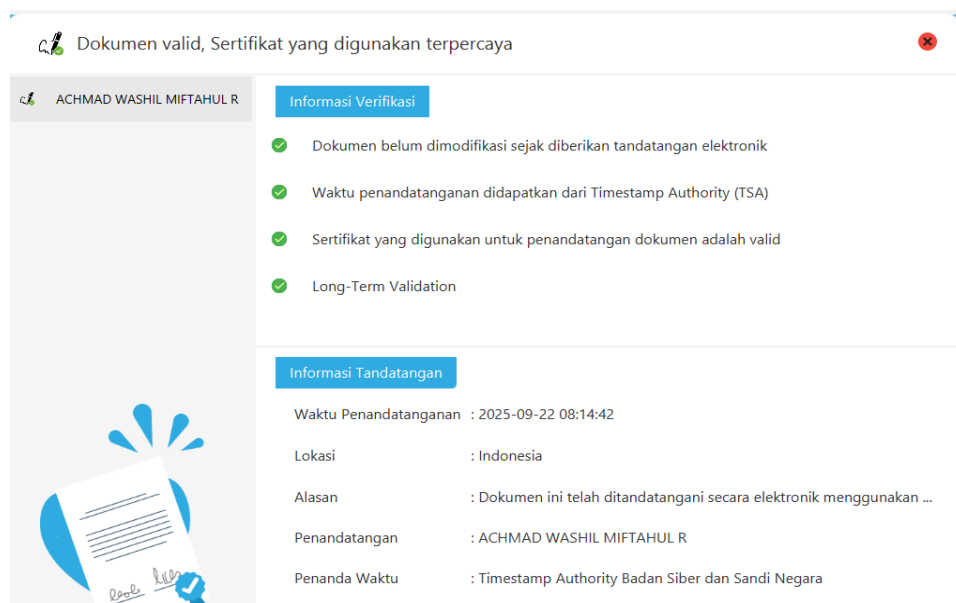 Dokumen valid, Sertifikat yang digunakan terpercaya
ACHMAD WASHIL MIFTAHUL R
Informasi Verifikasi
Dokumen belum dimodifikasi sejak diberikan tandatangan elektronik
Waktu penandatanganan didapatkan dari Timestamp Authority (TSA)
Sertifikat yang digunakan untuk penandatangan dokumen adalah valid
Long-Term Validation
Informasi Tandatangan
Waktu Penandatanganan : 2025-09-22 08:14:42
Lokasi : Indonesia
Alasan : Dokumen ini telah ditandatangani secara elektronik menggunakan ...
Penandatangan : ACHMAD WASHIL MIFTAHUL R
Penanda Waktu : Timestamp Authority Badan Siber dan Sandi Negara